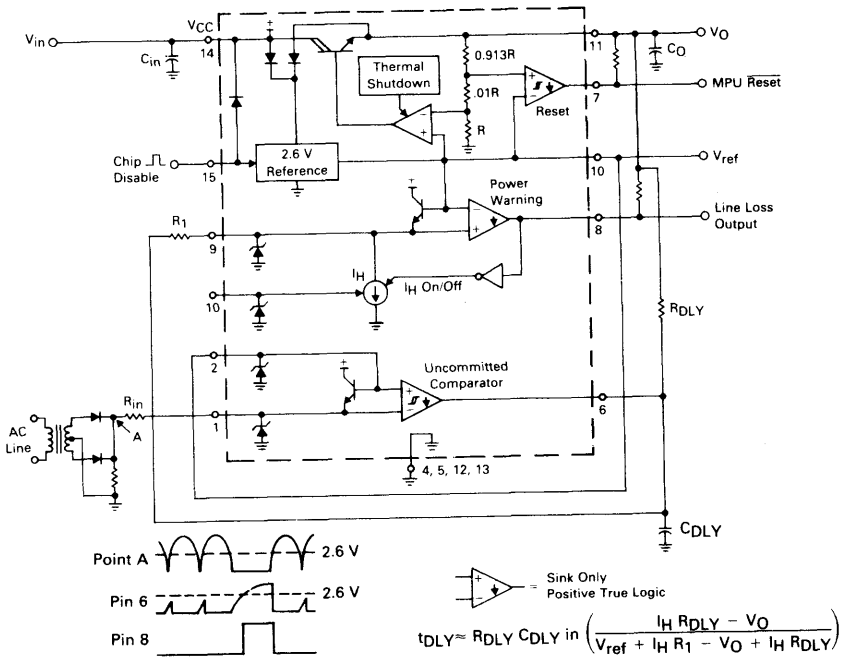 Vin
VCC
14
Cin
+
11
VO
CO
0.913R
.01R
R
+
−
Reset
7
MPU Reset
Thermal
Shutdown
−
+
Chip
Disable
15
2.6 V
Reference
10
Vref
Power
Warning
+
−
+
8
Line Loss
Output
R1
9
IH
IH On/Off
10
RDLY
2
+
Uncommitted
Comparator
+
−
6
Rin
1
A
AC
Line
4, 5, 12, 13
CDLY
Point A
2.6 V
Pin 6
2.6 V
Pin 8
+
−
= Sink Only
Positive True Logic
tDLY ≈ RDLY CDLY in (IH RDLY − VO / Vref + IH R1 − VO + IH RDLY)